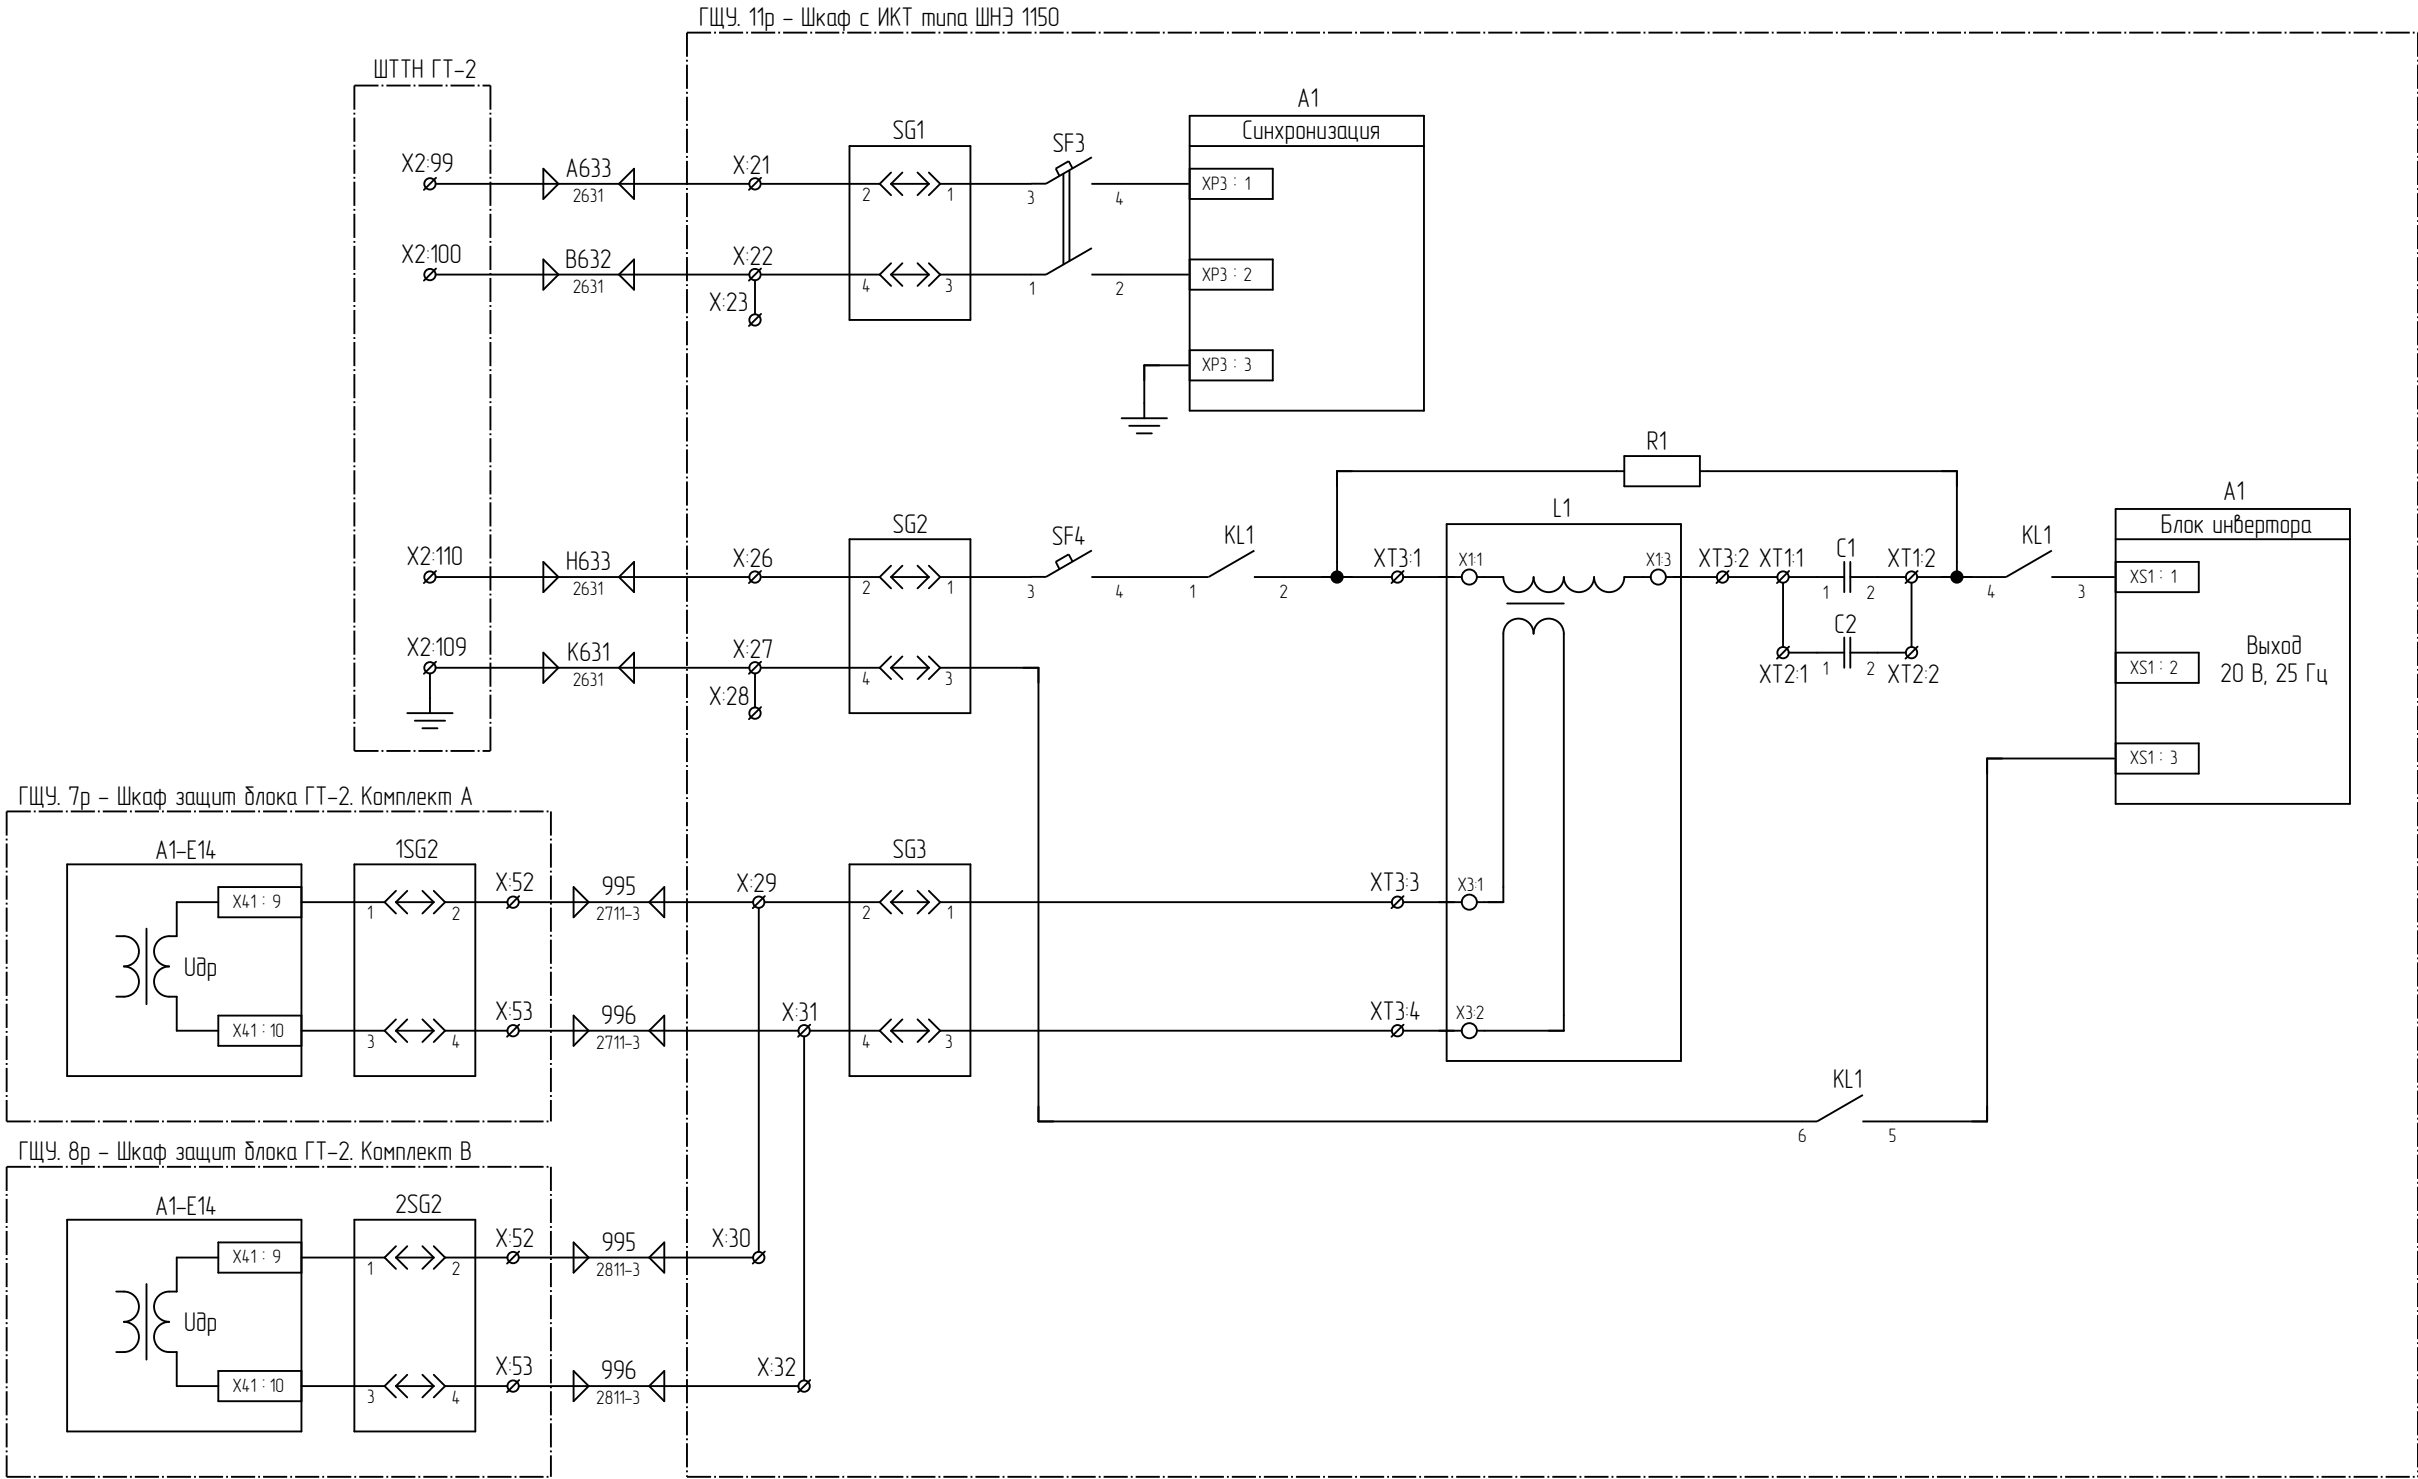 ГЩУ. 11р – Шкаф с ИКТ типа ШНЭ 1150
ШТТН ГТ-2
A1
Синхронизация
SG1
SF3
X2:99
A633
2631
X:21
2
1
3
4
XP3 : 1
X2:100
B632
2631
X:22
X:23
4
3
1
2
XP3 : 2
XP3 : 3
R1
A1
Блок инвертора
SG2
SF4
KL1
L1
X2:110
H633
2631
X:26
2
1
3
4
1
2
XT3:1
X1:1
X1:3
XT3:2
XT1:1
C1
1
2
XT1:2
KL1
4
3
XS1 : 1
X2:109
K631
2631
X:27
X:28
4
3
C2
XT2:1
1
2
XT2:2
XS1 : 2
Выход
20 В, 25 Гц
XS1 : 3
ГЩУ. 7р – Шкаф защит блока ГТ-2. Комплект А
A1-E14
1SG2
SG3
X41 : 9
1
2
X:52
995
2711-3
X:29
2
1
XT3:3
X3:1
Uдр
X41 : 10
3
4
X:53
996
2711-3
X:31
4
3
XT3:4
X3:2
KL1
6
5
ГЩУ. 8р – Шкаф защит блока ГТ-2. Комплект В
A1-E14
2SG2
X41 : 9
1
2
X:52
995
2811-3
X:30
Uдр
X41 : 10
3
4
X:53
996
2811-3
X:32